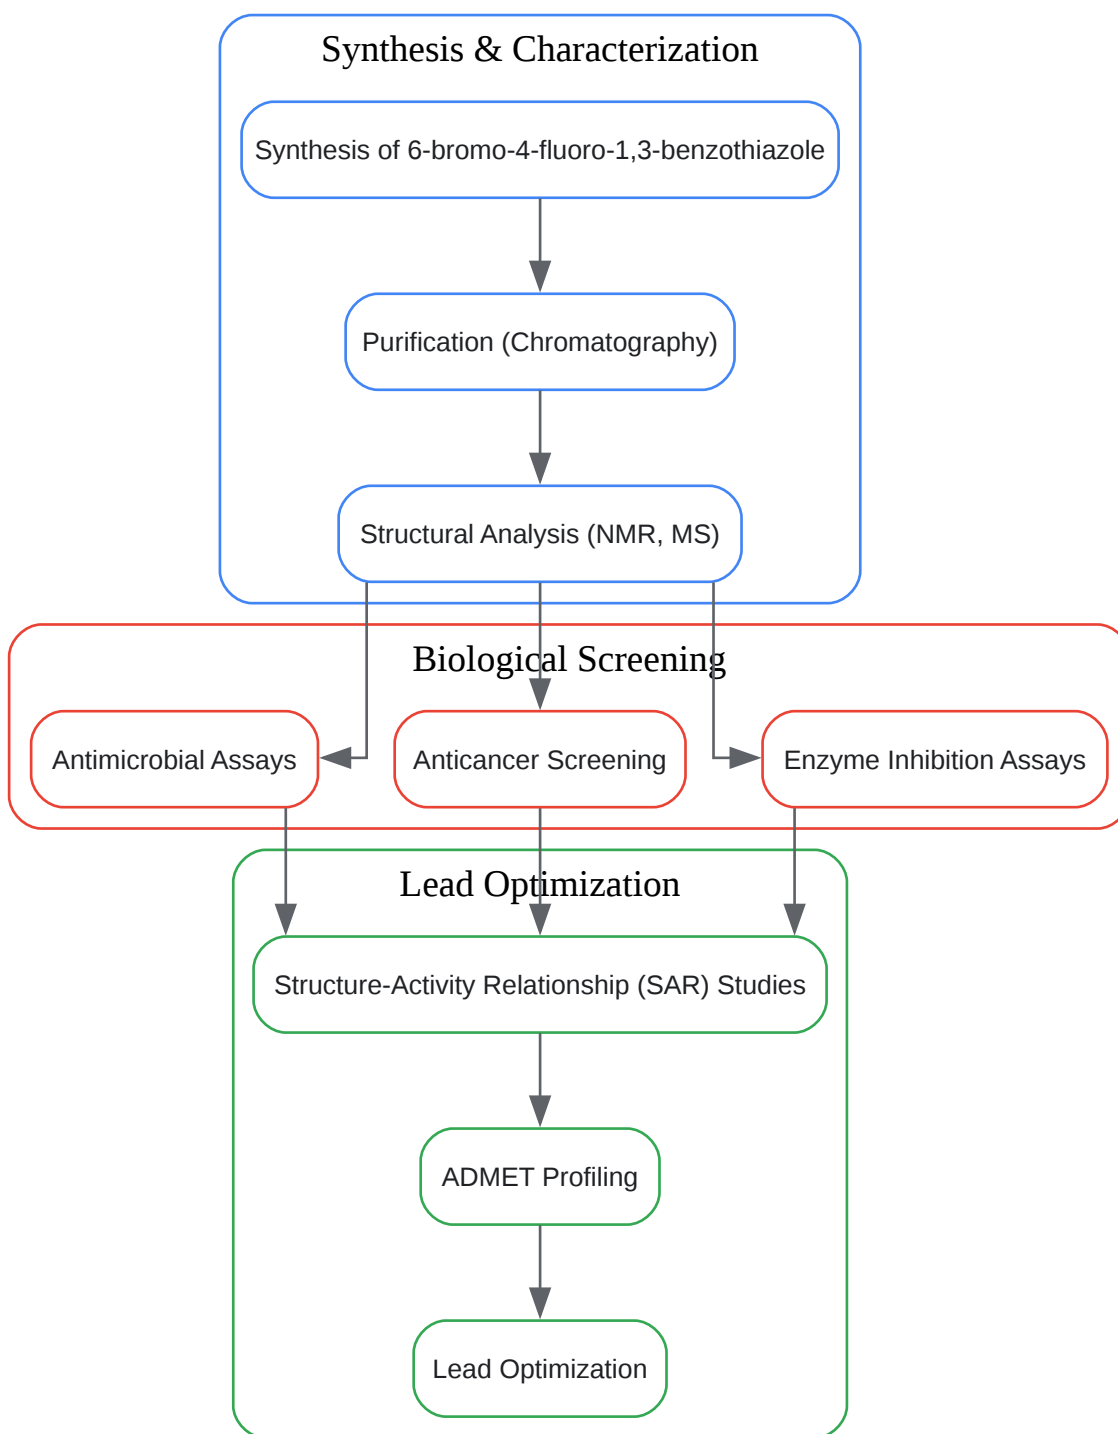 Synthesis & Characterization
Synthesis of 6-bromo-4-fluoro-1,3-benzothiazole
Purification (Chromatography)
Structural Analysis (NMR, MS)
Biological Screening
Antimicrobial Assays
Anticancer Screening
Enzyme Inhibition Assays
Lead Optimization
Structure-Activity Relationship (SAR) Studies
ADMET Profiling
Lead Optimization